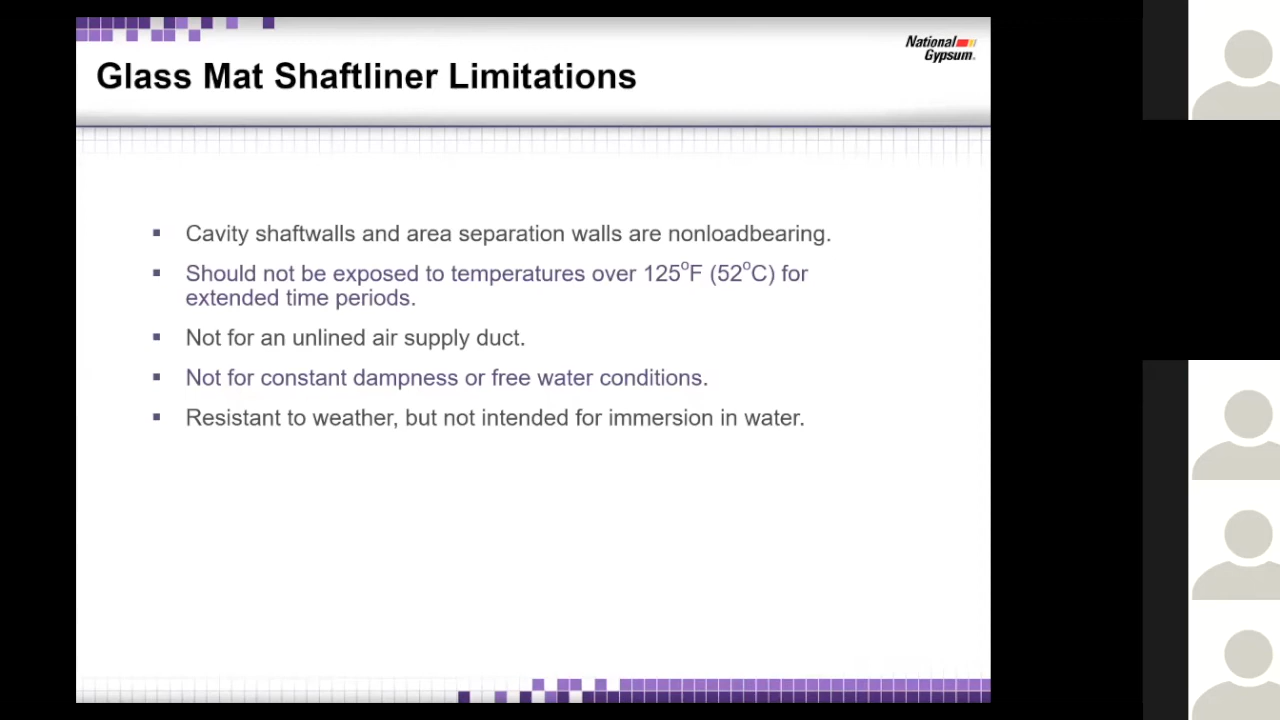 National
Gypsum.
Glass Mat Shaftliner Limitations
▪ Cavity shaftwalls and area separation walls are nonloadbearing.
▪ Should not be exposed to temperatures over 125°F (52°C) for
extended time periods.
▪ Not for an unlined air supply duct.
▪ Not for constant dampness or free water conditions.
▪ Resistant to weather, but not intended for immersion in water.